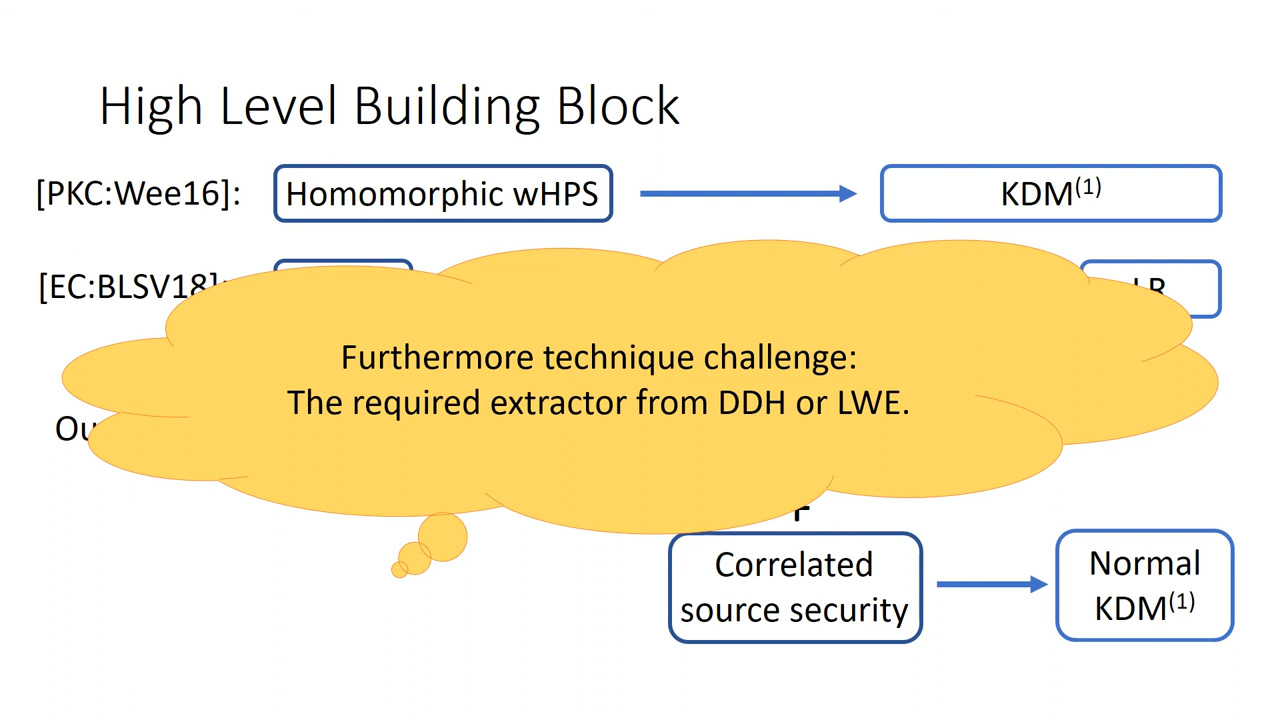 High Level Building Block
[PKC:Wee16]: Homomorphic wHPS KDM(1)
[EC:BLSV18]: LR
Furthermore technique challenge:
The required extractor from DDH or LWE.
Correlated
source security
Normal
KDM(1)